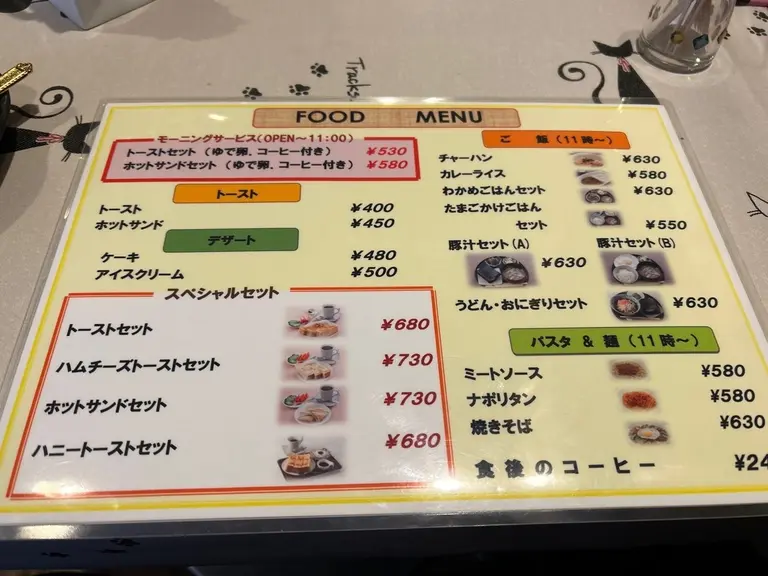 Tracks.
FOOD MENU
モーニングサービス(OPEN～11:00)
トーストセット (ゆで卵、コーヒー付き) ¥530
ホットサンドセット (ゆで卵、コーヒー付き) ¥580
トースト
トースト ¥400
ホットサンド ¥450
デザート
ケーキ ¥480
アイスクリーム ¥500
スペシャルセット
トーストセット ¥680
ハムチーズトーストセット ¥730
ホットサンドセット ¥730
ハニートーストセット ¥680
ご 飯 (11時～)
チャーハン ¥630
カレーライス ¥580
わかめごはんセット ¥630
たまごかけごはん
セット ¥550
豚汁セット(A) 豚汁セット(B)
¥630
うどん・おにぎりセット ¥630
パスタ & 麺 (11時～)
ミートソース ¥580
ナポリタン ¥580
焼きそば ¥630
食後のコーヒー ¥24